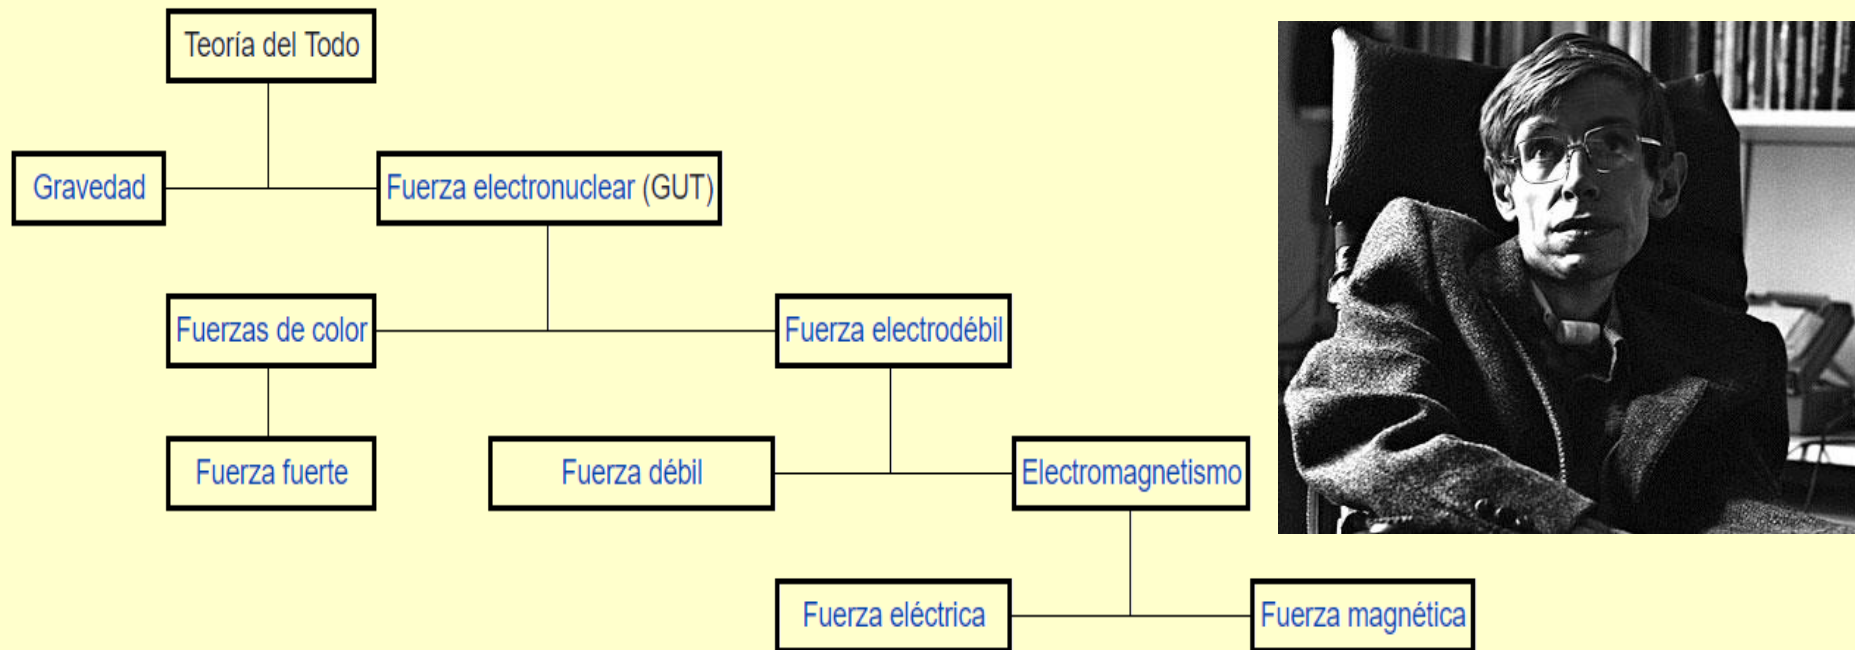 Teoría del Todo
Gravedad
Fuerza electronuclear (GUT)
Fuerzas de color
Fuerza electrodébil
Fuerza fuerte
Fuerza débil
Electromagnetismo
Fuerza eléctrica
Fuerza magnética